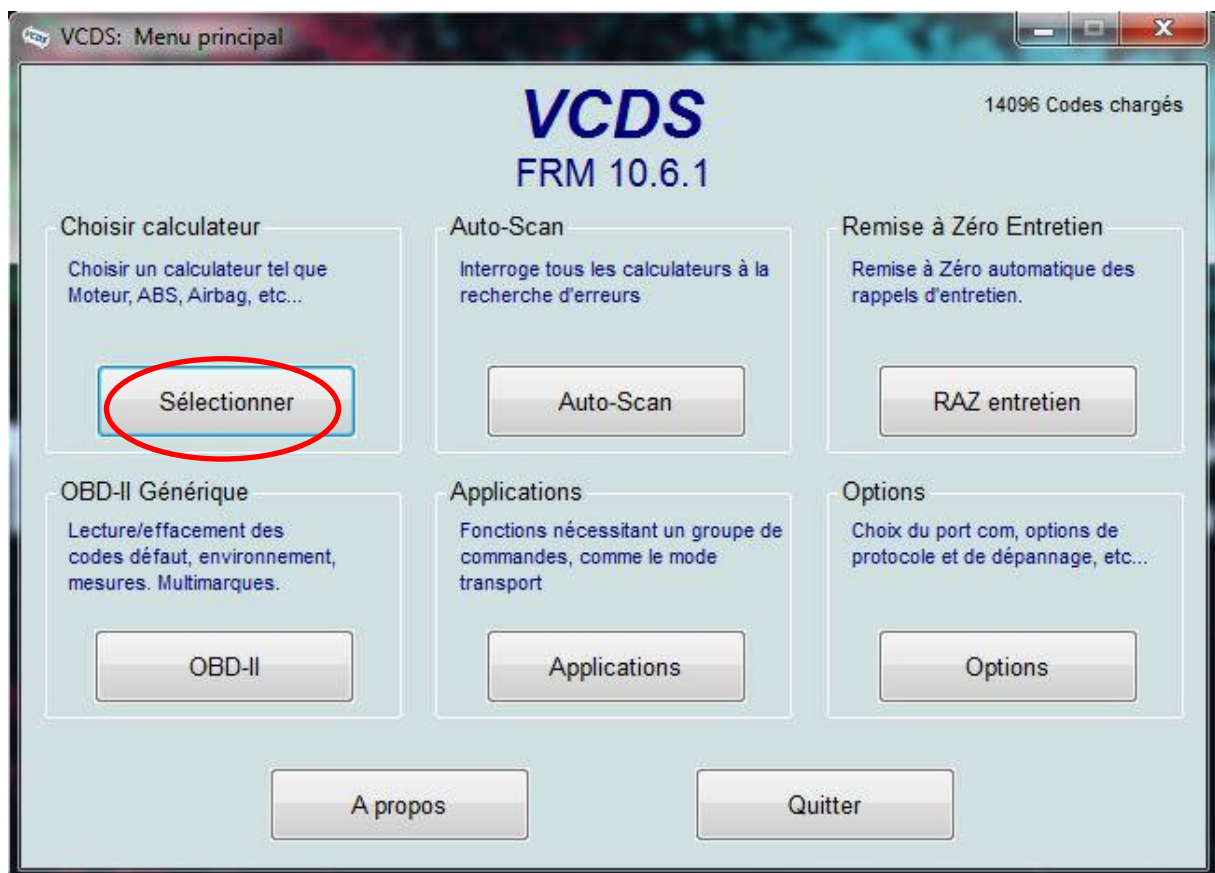 VCDS: Menu principal
VCDS
FRM 10.6.1
14096 Codes chargés
Choisir calculateur
Choisir un calculateur tel que
Moteur, ABS, Airbag, etc...
Sélectionner
Auto-Scan
Interroge tous les calculateurs à la
recherche d'erreurs
Auto-Scan
Remise à Zéro Entretien
Remise à Zéro automatique des
rappels d'entretien.
RAZ entretien
OBD-II Générique
Lecture/effacement des
codes défaut, environnement,
mesures. Multimarques.
OBD-II
Applications
Fonctions nécessitant un groupe de
commandes, comme le mode
transport
Applications
Options
Choix du port com, options de
protocole et de dépannage, etc...
Options
A propos
Quitter